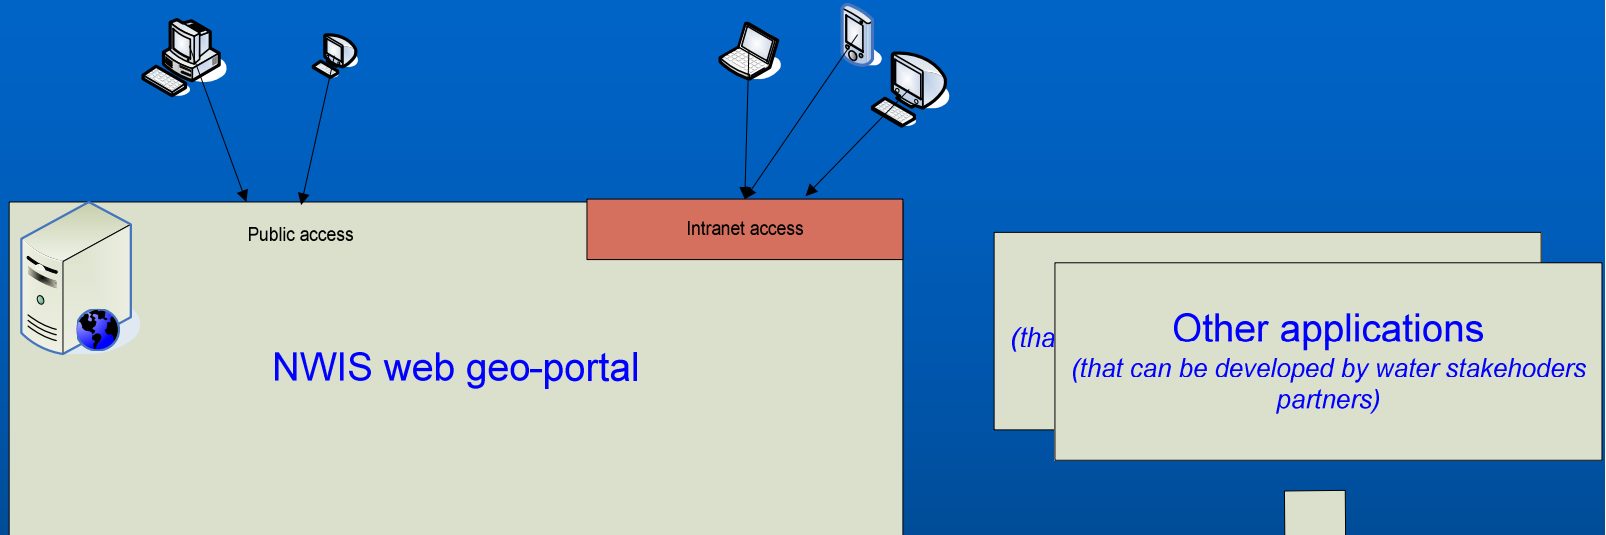 Public access
Intranet access
NWIS web geo-portal
(tha
Other applications
(that can be developed by water stakehoders
partners)